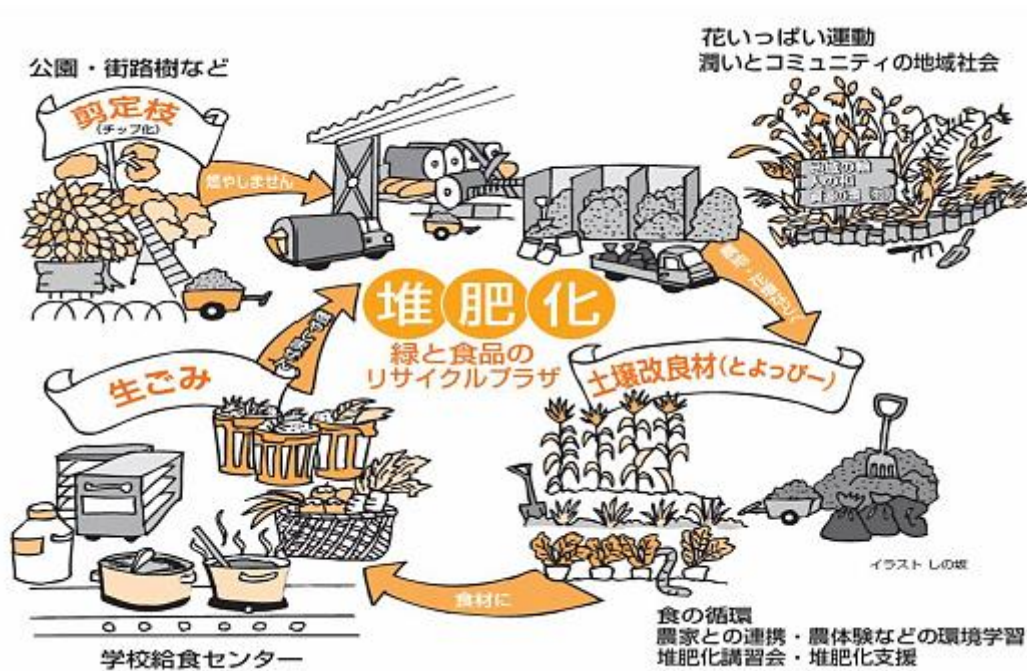 公園・街路樹など
剪定枝
(チップ化)
燃やしません
花いっぱい運動
潤いとコミュニティの地域社会
堆肥化
緑と食品の
リサイクルプラザ
生ごみ
土壌改良材(とよっぴー)
食材に
学校給食センター
イラスト しの坂
食の循環
農家との連携・農体験などの環境学習
堆肥化講習会・堆肥化支援